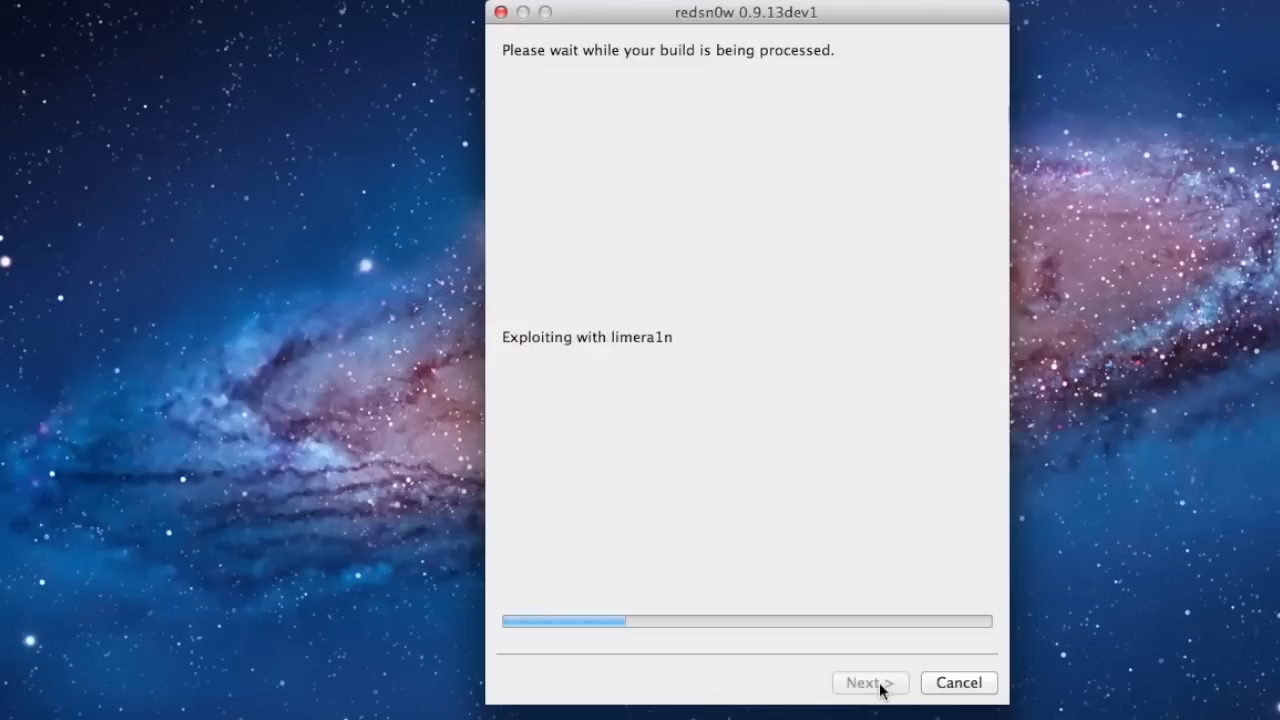 redsn0w 0.9.13dev1
Please wait while your build is being processed.
Exploiting with limera1n
Next >
Cancel